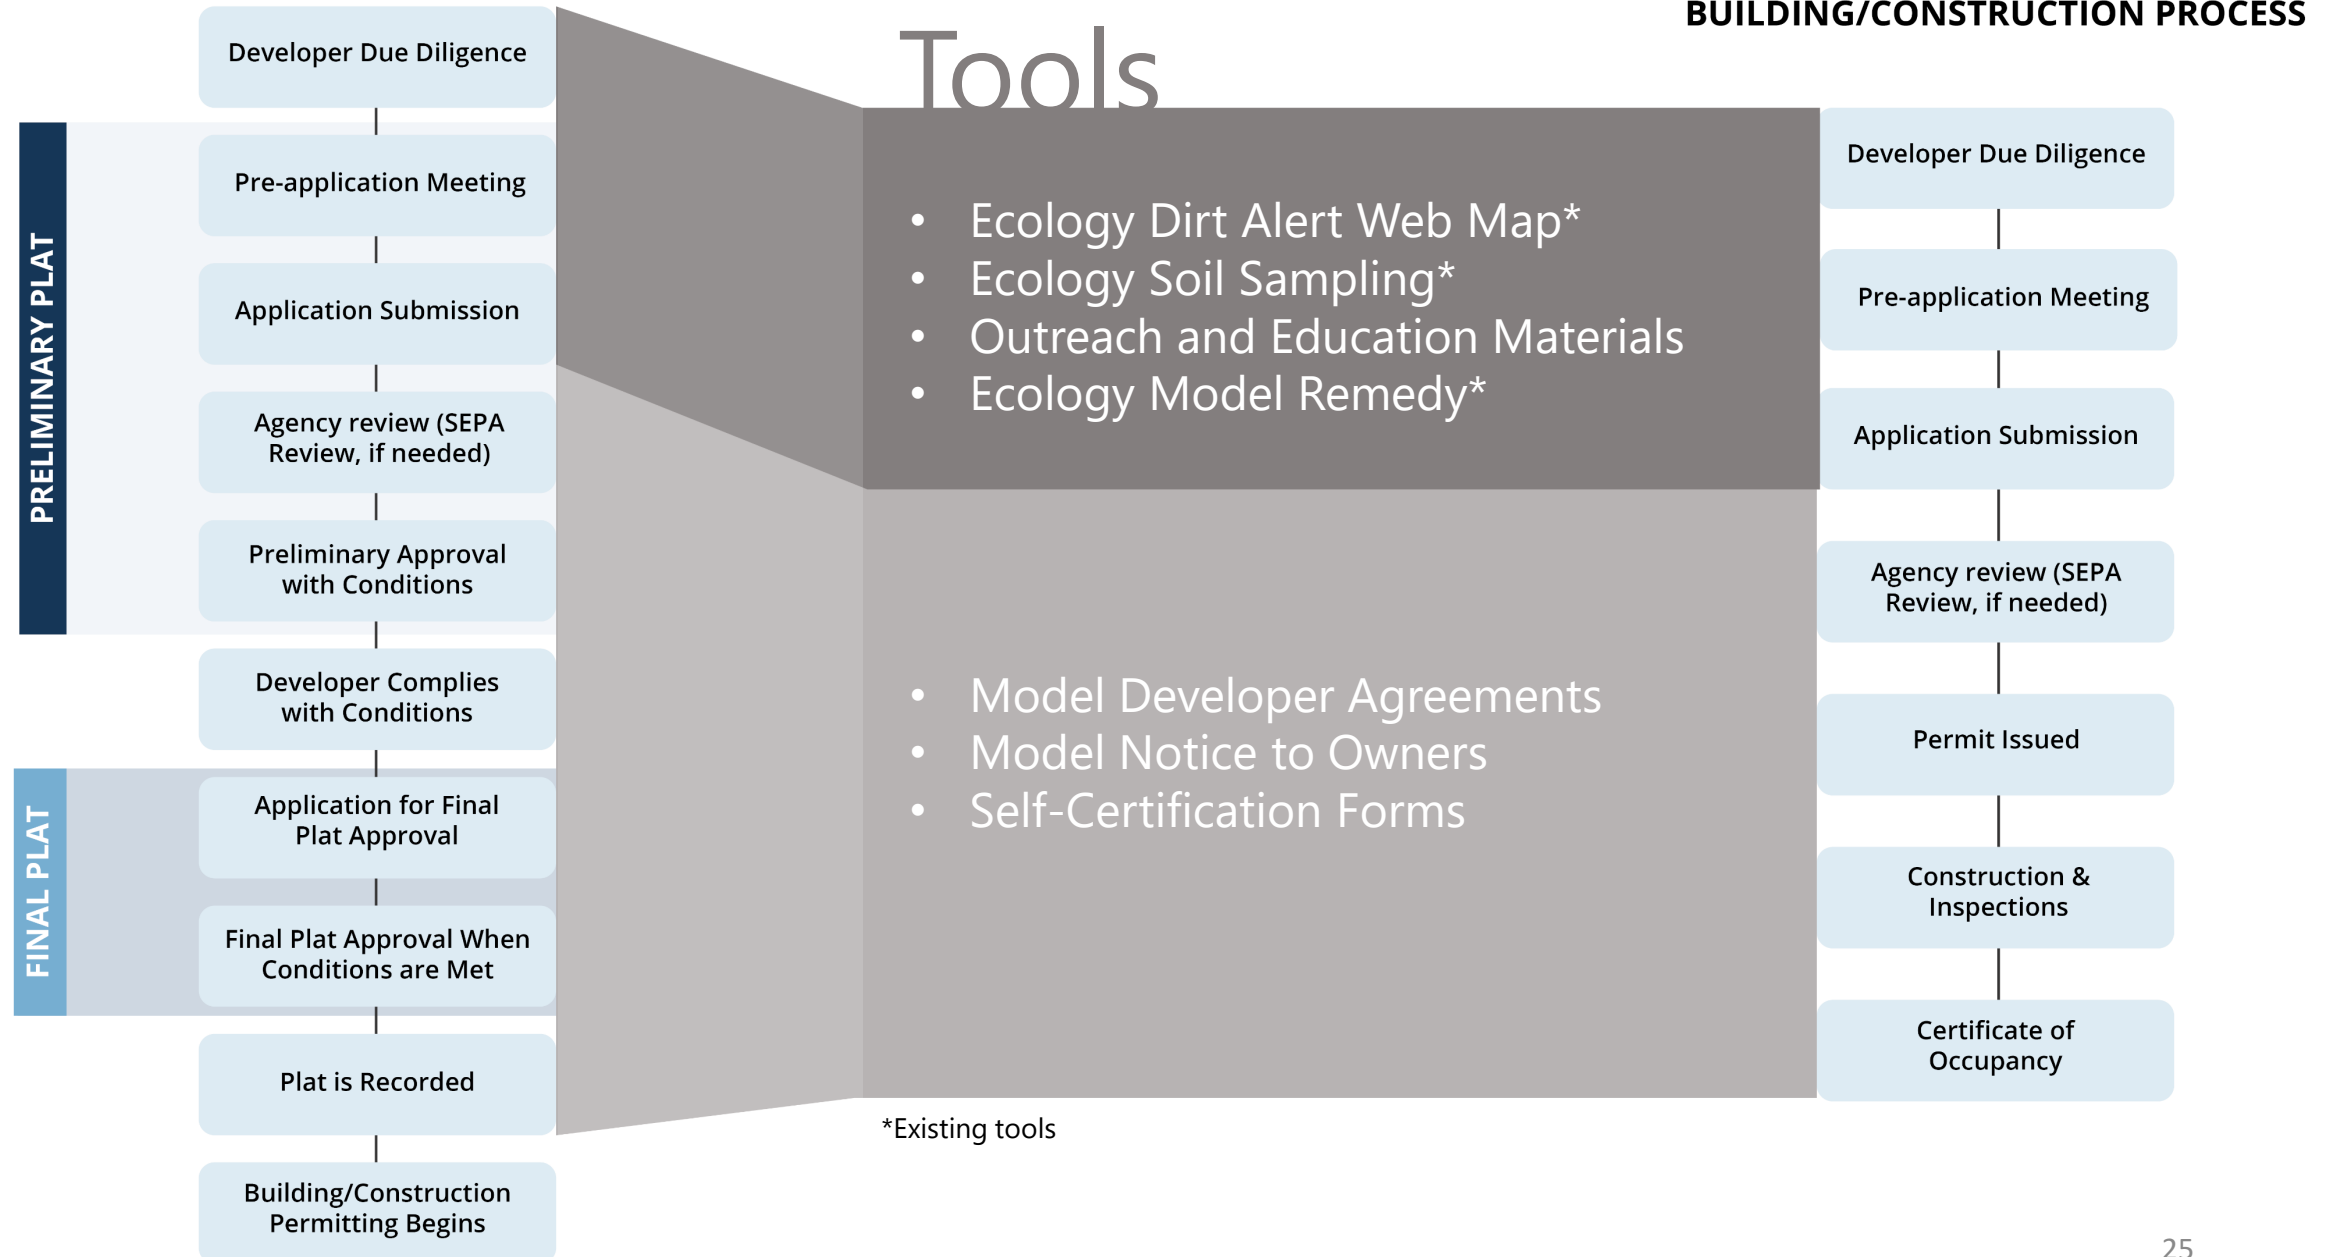 BUILDING/CONSTRUCTION PROCESS
Tools
Developer Due Diligence
PRELIMINARY PLAT
Pre-application Meeting
Application Submission
Agency review (SEPA
Review, if needed)
Preliminary Approval
with Conditions
Developer Complies
with Conditions
FINAL PLAT
Application for Final
Plat Approval
Final Plat Approval When
Conditions are Met
Plat is Recorded
Building/Construction
Permitting Begins
• Ecology Dirt Alert Web Map*
• Ecology Soil Sampling*
• Outreach and Education Materials
• Ecology Model Remedy*
• Model Developer Agreements
• Model Notice to Owners
• Self-Certification Forms
*Existing tools
Developer Due Diligence
Pre-application Meeting
Application Submission
Agency review (SEPA
Review, if needed)
Permit Issued
Construction &
Inspections
Certificate of
Occupancy
25